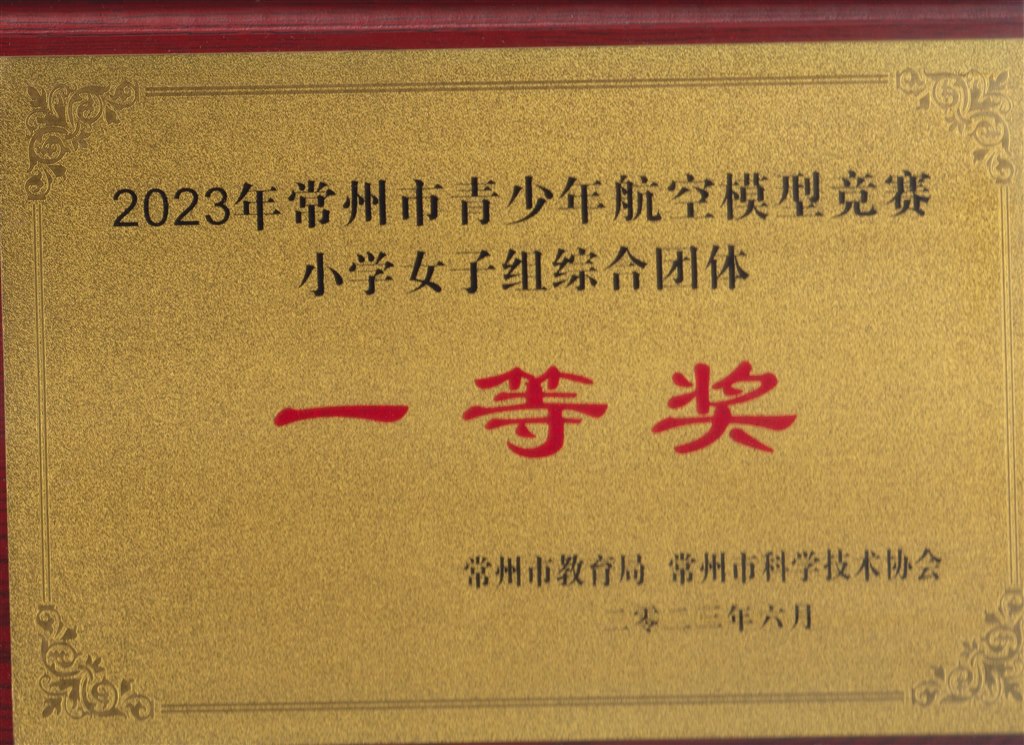 2023年常州市青少年航空模型竞赛
小学女子组综合团体
一等奖
常州市教育局 常州市科学技术协会
二零二三年六月